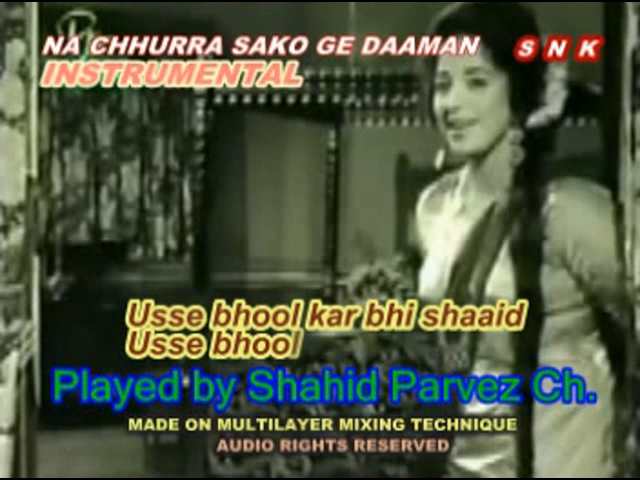 NA CHHURRA SAKO GE DAAMAN
S N K
INSTRUMENTAL
Usse bhool kar bhi shaaid
Usse bhool
Played by Shahid Parvez Ch.
MADE ON MULTILAYER MIXING TECHNIQUE
AUDIO RIGHTS RESERVED